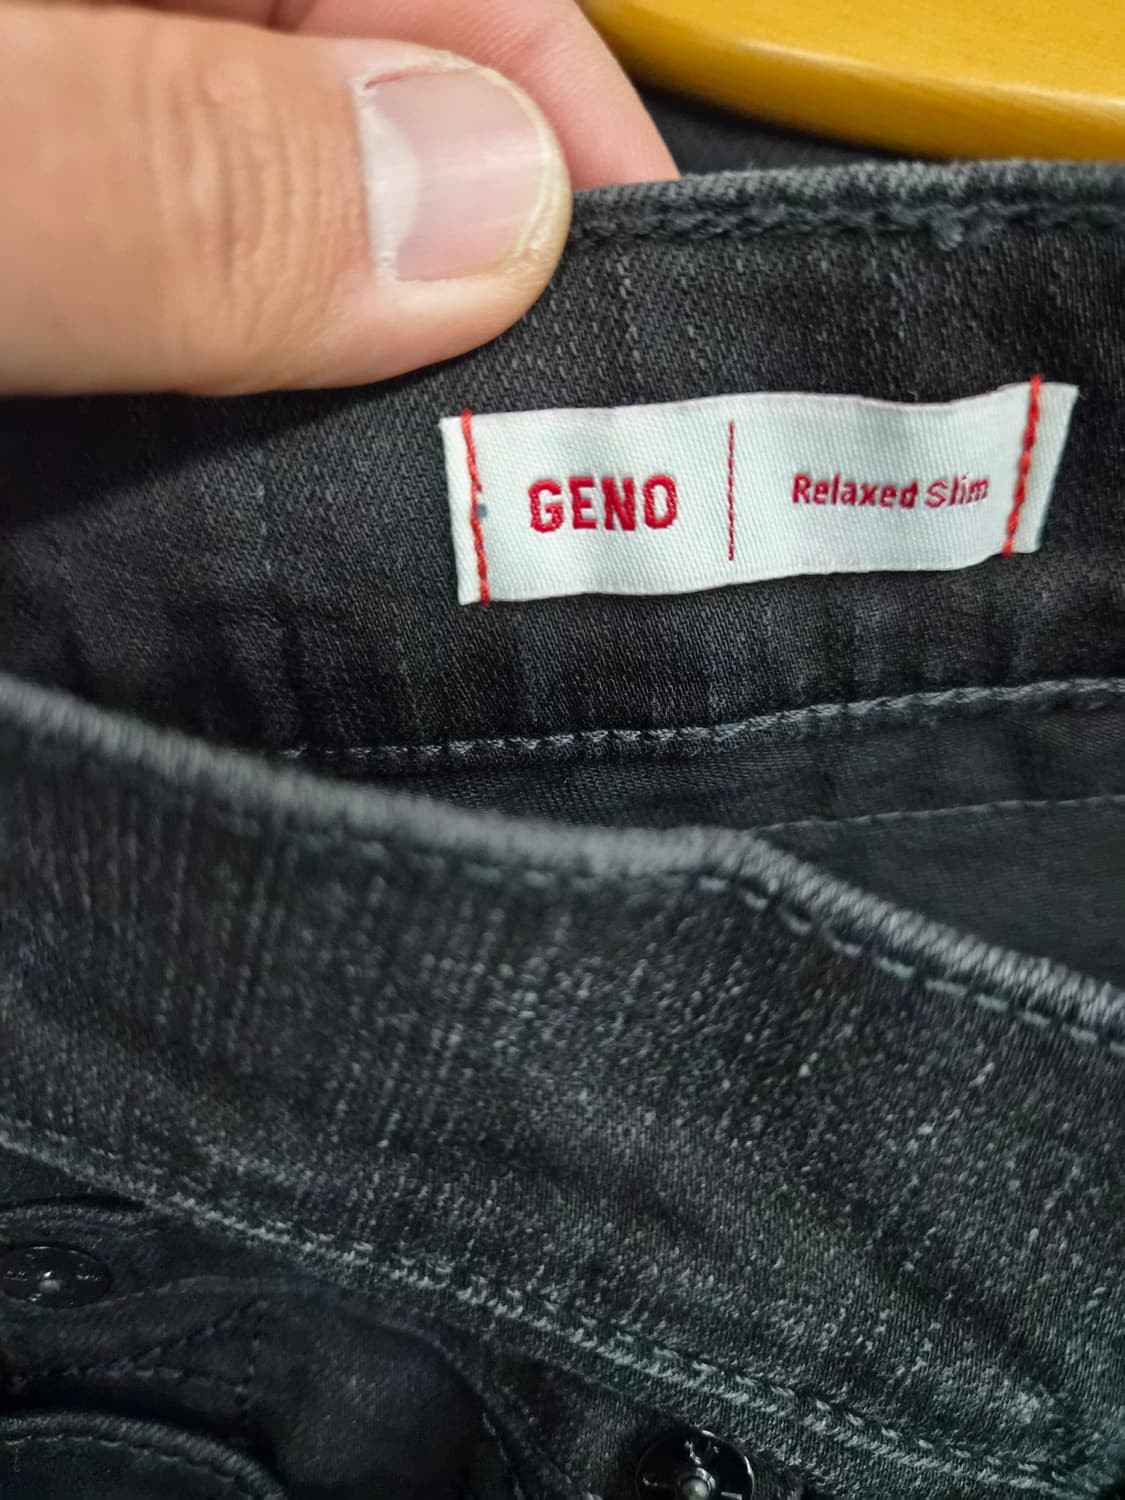 GENO | Relaxed Slim